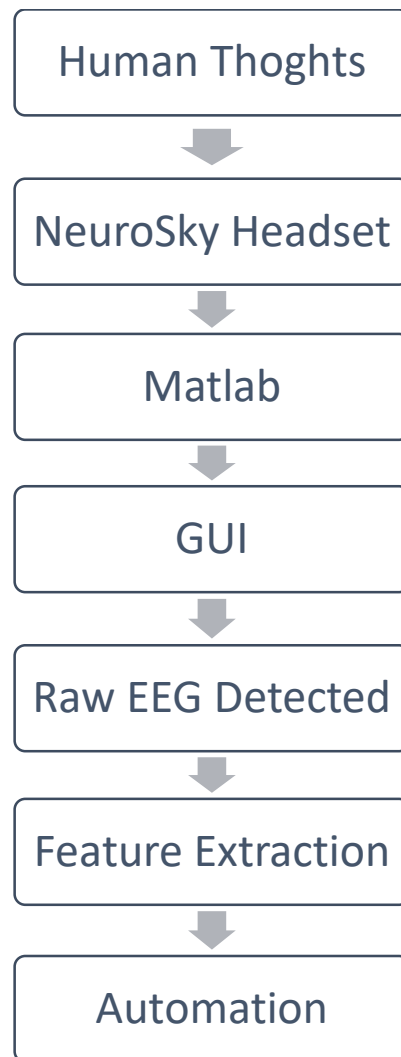 Human Thoghts
NeuroSky Headset
Matlab
GUI
Raw EEG Detected
Feature Extraction
Automation